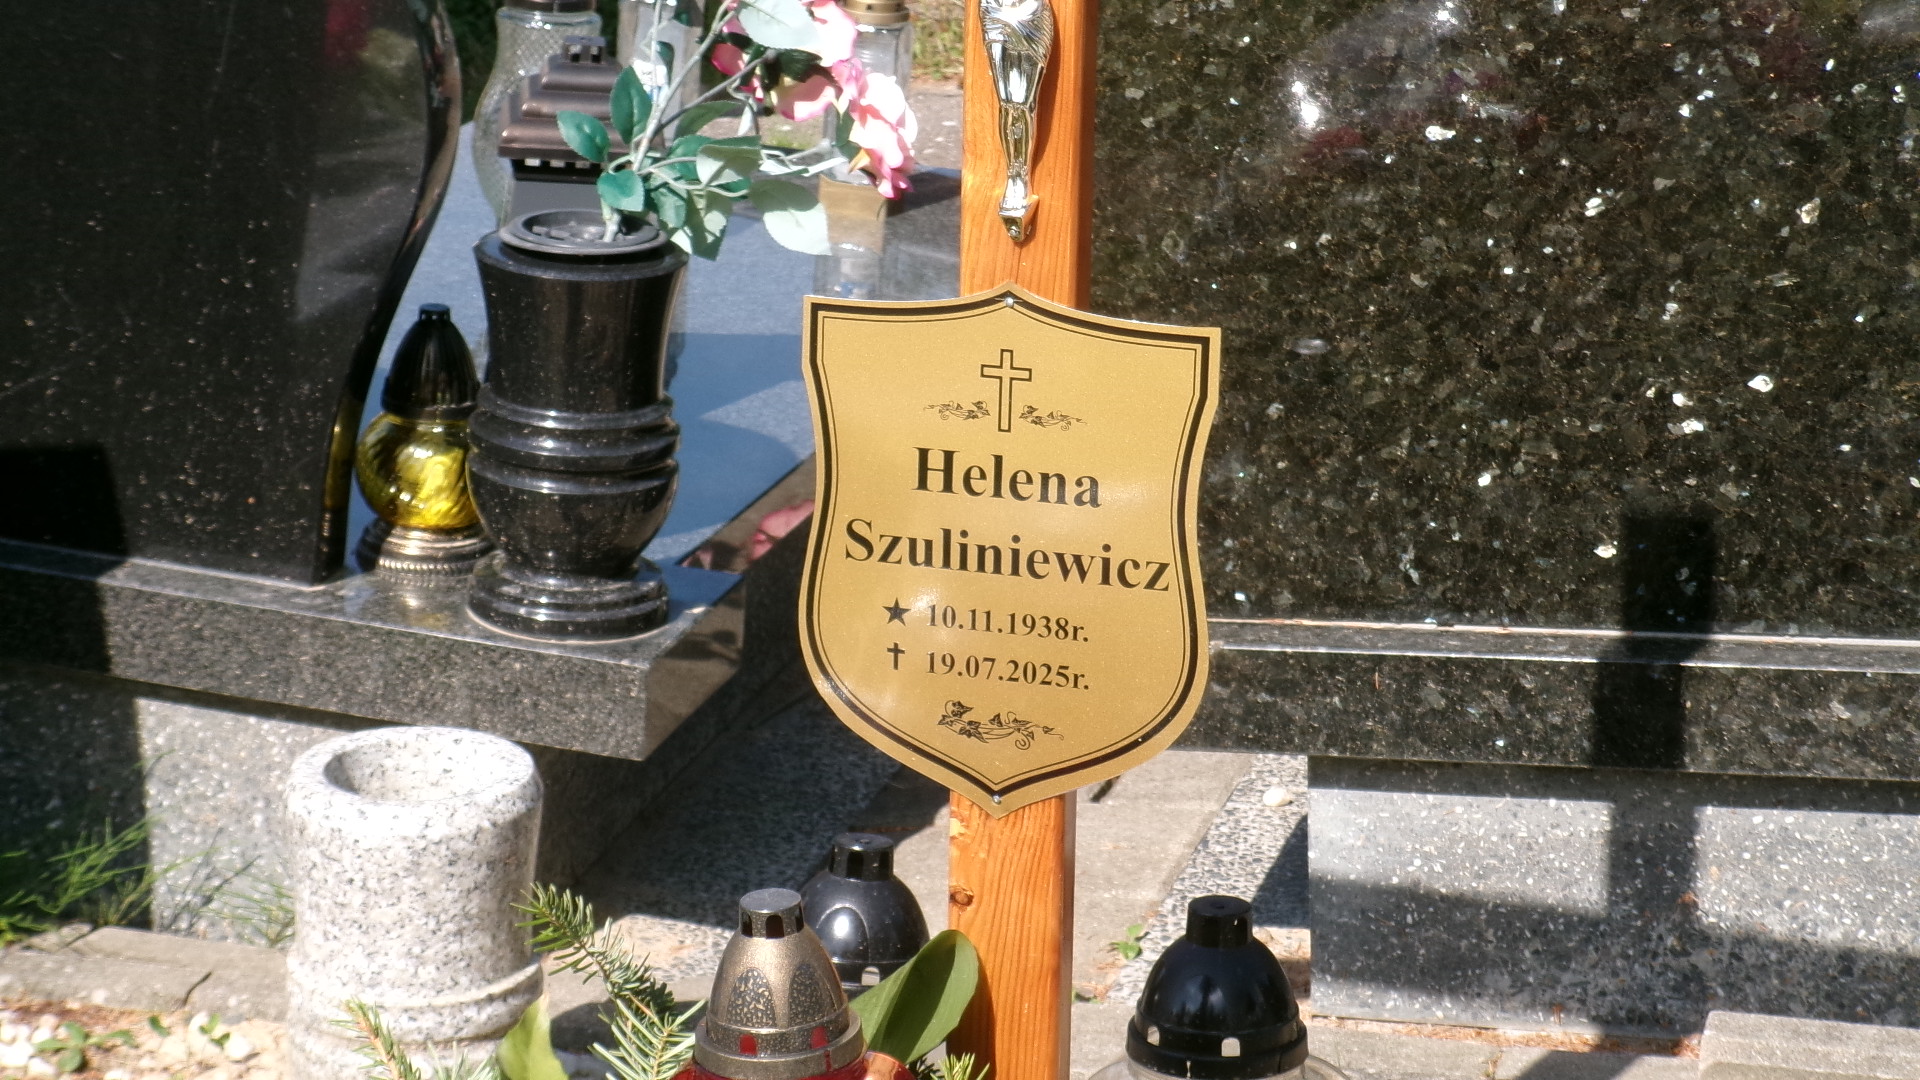 Helena
Szuliniewicz
★ 10.11.1938r.
✝ 19.07.2025r.